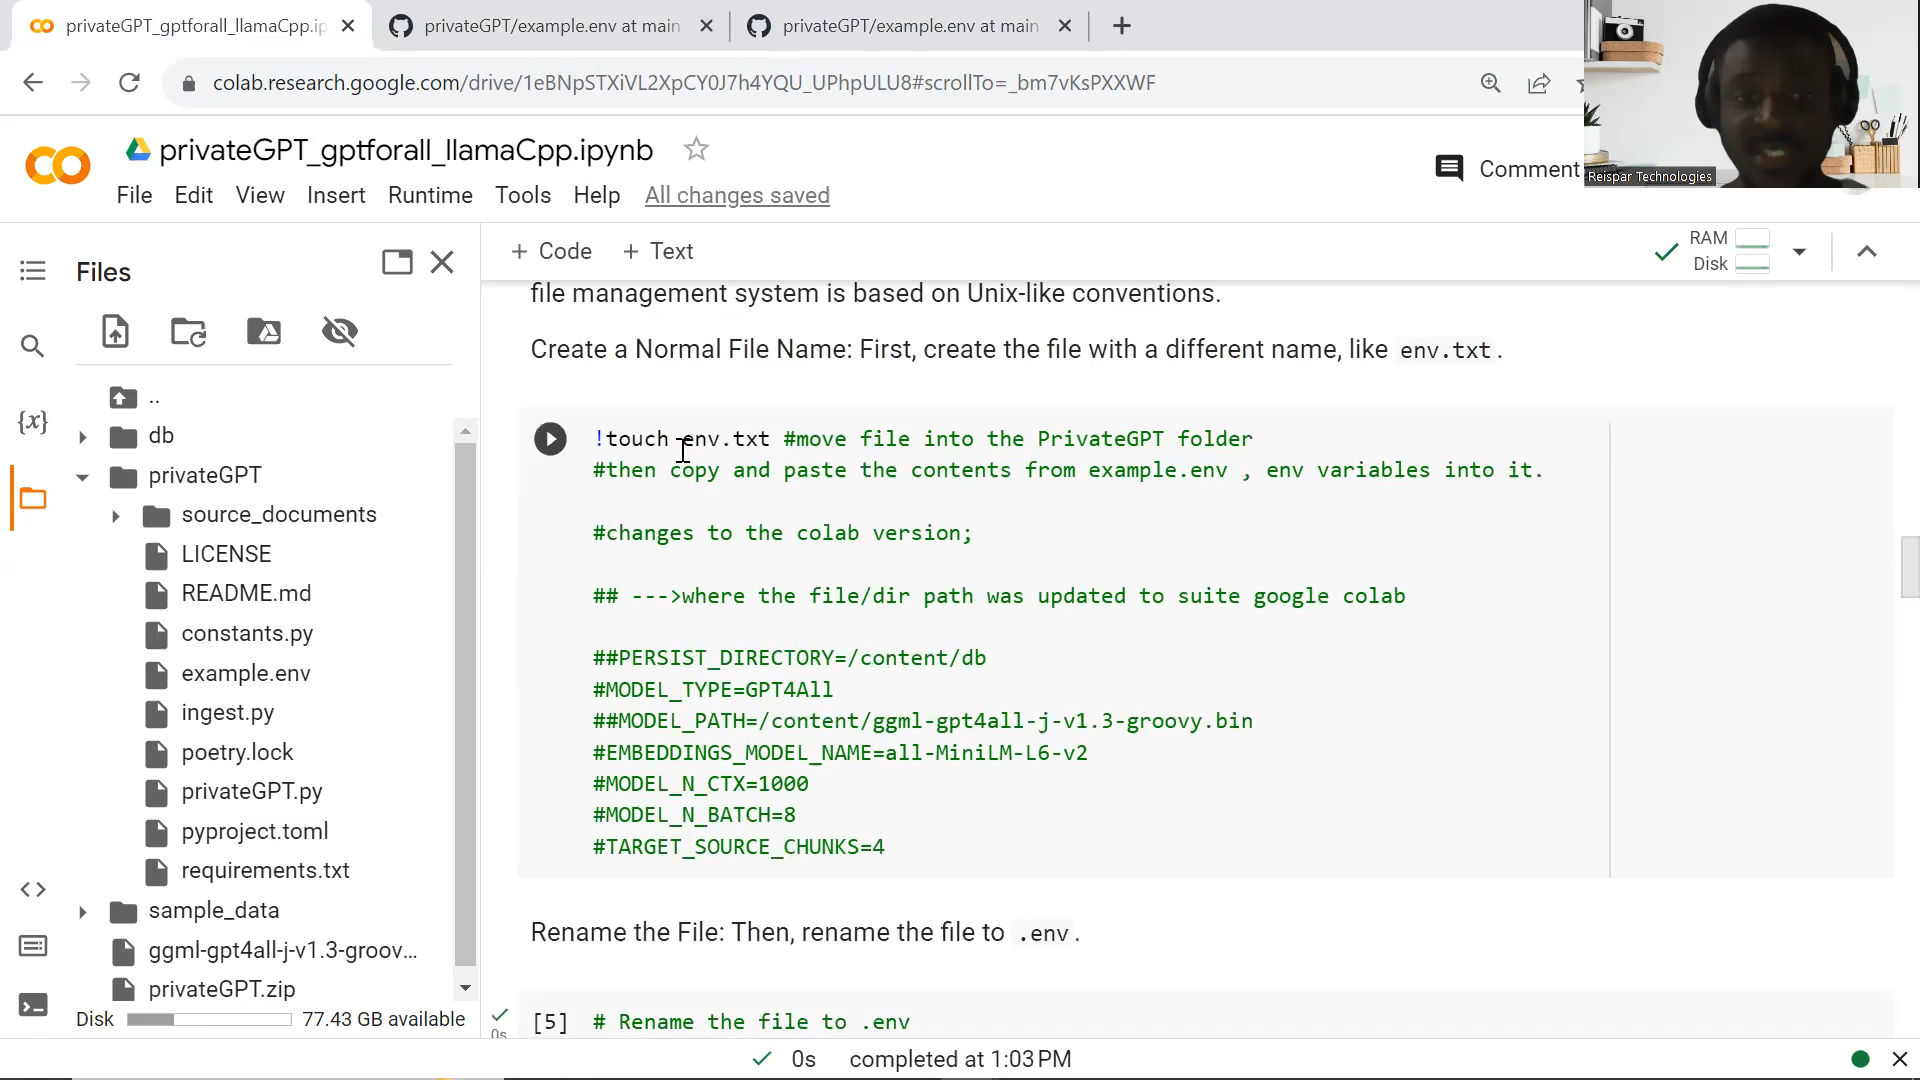 privateGPT_gptforall_llamaCpp.ip
privateGPT/example.env at main
privateGPT/example.env at main
colab.research.google.com/drive/1eBNpSTXiVL2XpCY0J7h4YQU_UPhpULU8#scrollTo=_bm7vKsPXXWF
privateGPT_gptforall_llamaCpp.ipynb
Comment
Reispar Technologies
File Edit View Insert Runtime Tools Help All changes saved
Files
+ Code + Text
RAM
Disk
file management system is based on Unix-like conventions.
Create a Normal File Name: First, create the file with a different name, like env.txt.
..
db
privateGPT
source_documents
LICENSE
README.md
constants.py
example.env
ingest.py
poetry.lock
privateGPT.py
pyproject.toml
requirements.txt
sample_data
ggml-gpt4all-j-v1.3-groov...
privateGPT.zip
Disk 77.43 GB available
{x}
!touch env.txt #move file into the PrivateGPT folder
#then copy and paste the contents from example.env , env variables into it.
#changes to the colab version;
## --->where the file/dir path was updated to suite google colab
##PERSIST_DIRECTORY=/content/db
#MODEL_TYPE=GPT4All
##MODEL_PATH=/content/ggml-gpt4all-j-v1.3-groovy.bin
#EMBEDDINGS_MODEL_NAME=all-MiniLM-L6-v2
#MODEL_N_CTX=1000
#MODEL_N_BATCH=8
#TARGET_SOURCE_CHUNKS=4
Rename the File: Then, rename the file to .env.
0s
[5] # Rename the file to .env
0s completed at 1:03 PM